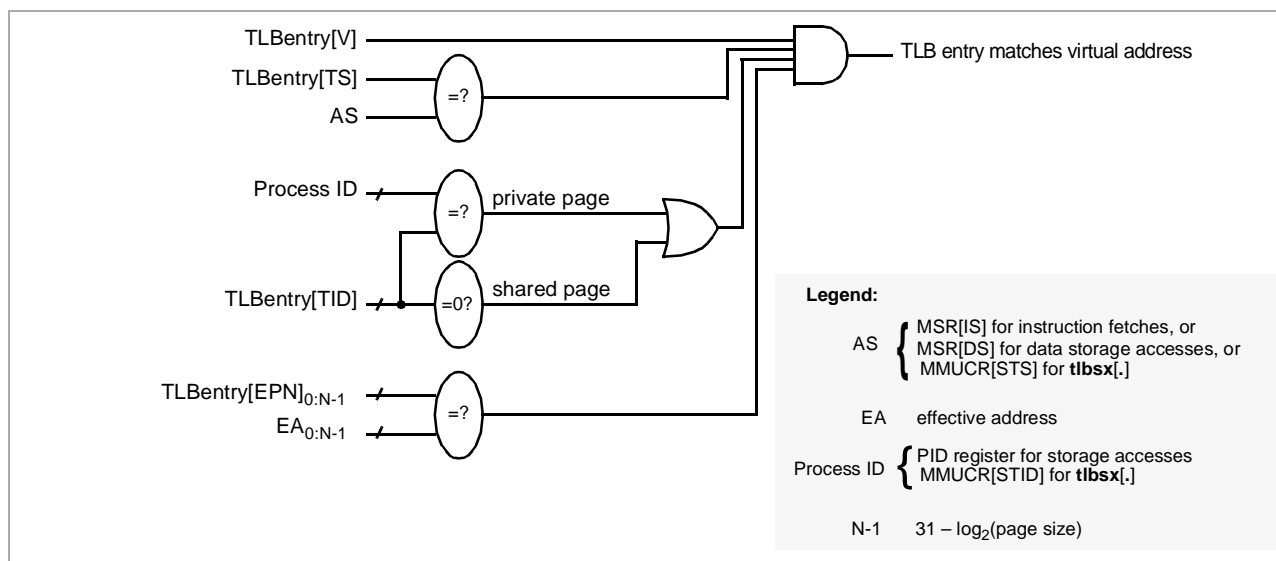 TLBentry[V]
TLB entry matches virtual address
TLBentry[TS]
=?
AS
Process ID
=?
private page
TLBentry[TID]
=0?
shared page
TLBentry[EPN]0:N-1
=?
EA0:N-1
Legend:
AS { MSR[IS] for instruction fetches, or
MSR[DS] for data storage accesses, or
MMUCR[STS] for tlbsx[.]
EA effective address
Process ID { PID register for storage accesses
MMUCR[STID] for tlbsx[.]
N-1 31 – log2(page size)